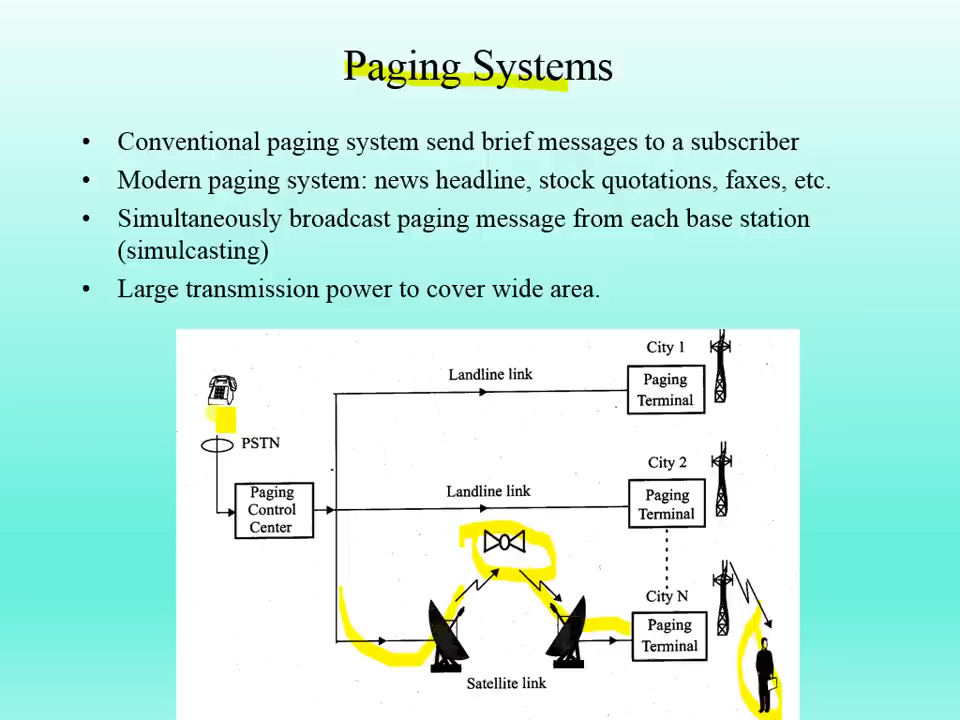 Paging Systems
• Conventional paging system send brief messages to a subscriber
• Modern paging system: news headline, stock quotations, faxes, etc.
• Simultaneously broadcast paging message from each base station
(simulcasting)
• Large transmission power to cover wide area.
City 1
Landline link
Paging
Terminal
PSTN
City 2
Landline link
Paging
Control
Center
Paging
Terminal
City N
Paging
Terminal
Satellite link